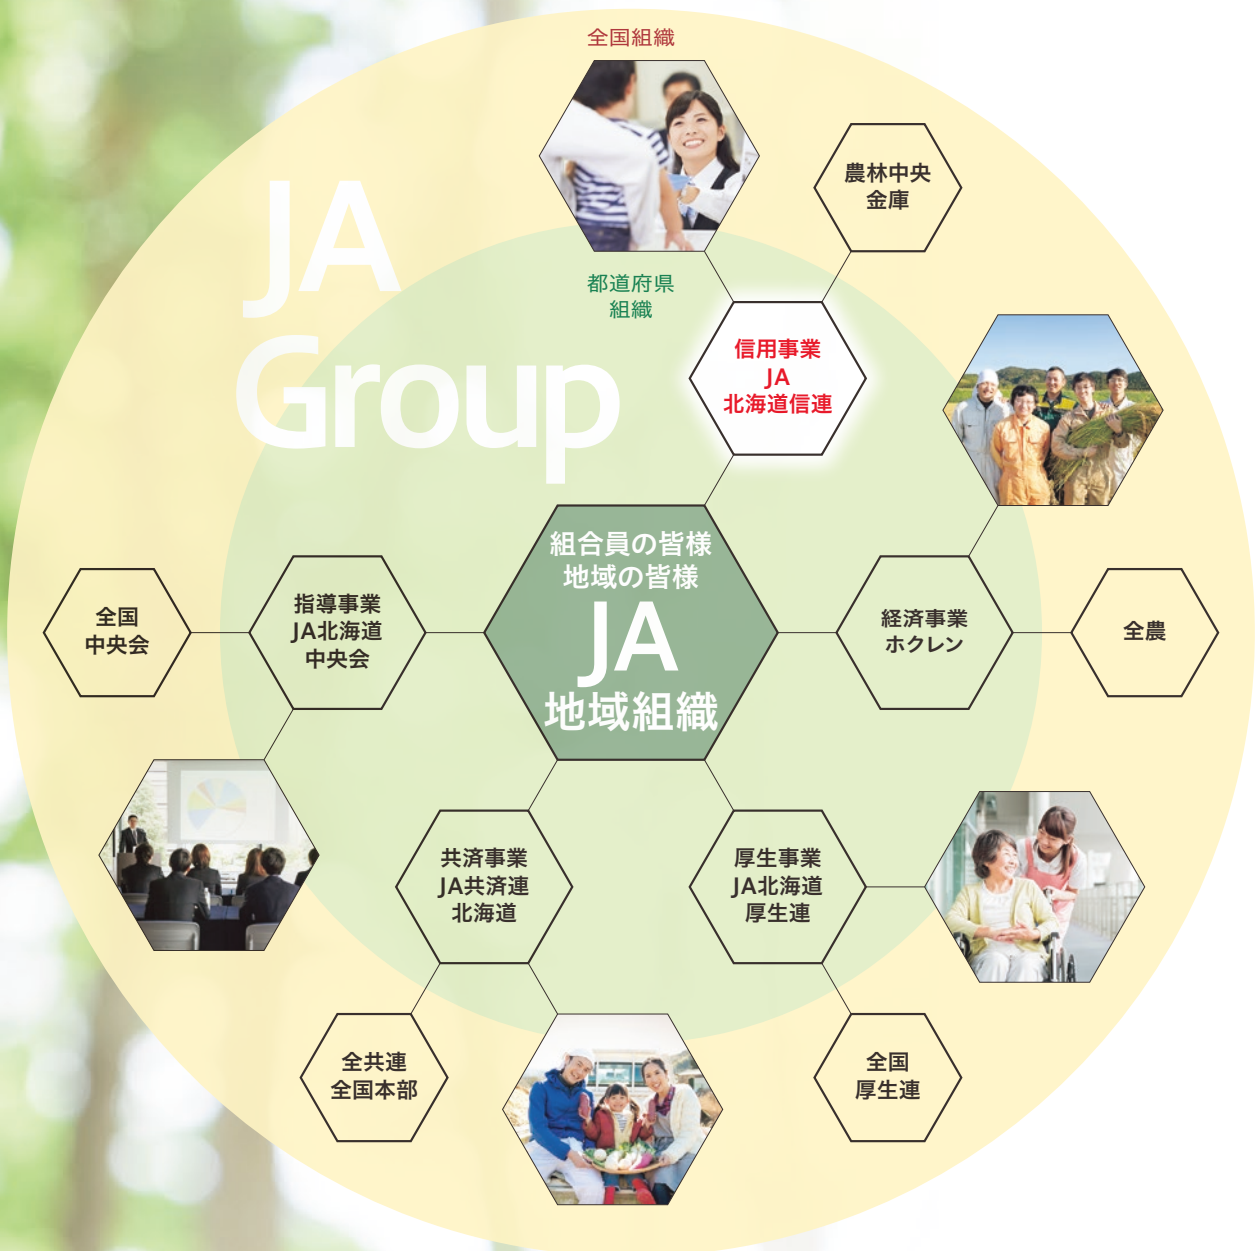 全国組織
農林中央
金庫
JA
Group
都道府県
組織
信用事業
JA
北海道信連
組合員の皆様
地域の皆様
JA
地域組織
全国
中央会
指導事業
JA北海道
中央会
経済事業
ホクレン
全農
共済事業
JA共済連
北海道
厚生事業
JA北海道
厚生連
全共連
全国本部
全国
厚生連